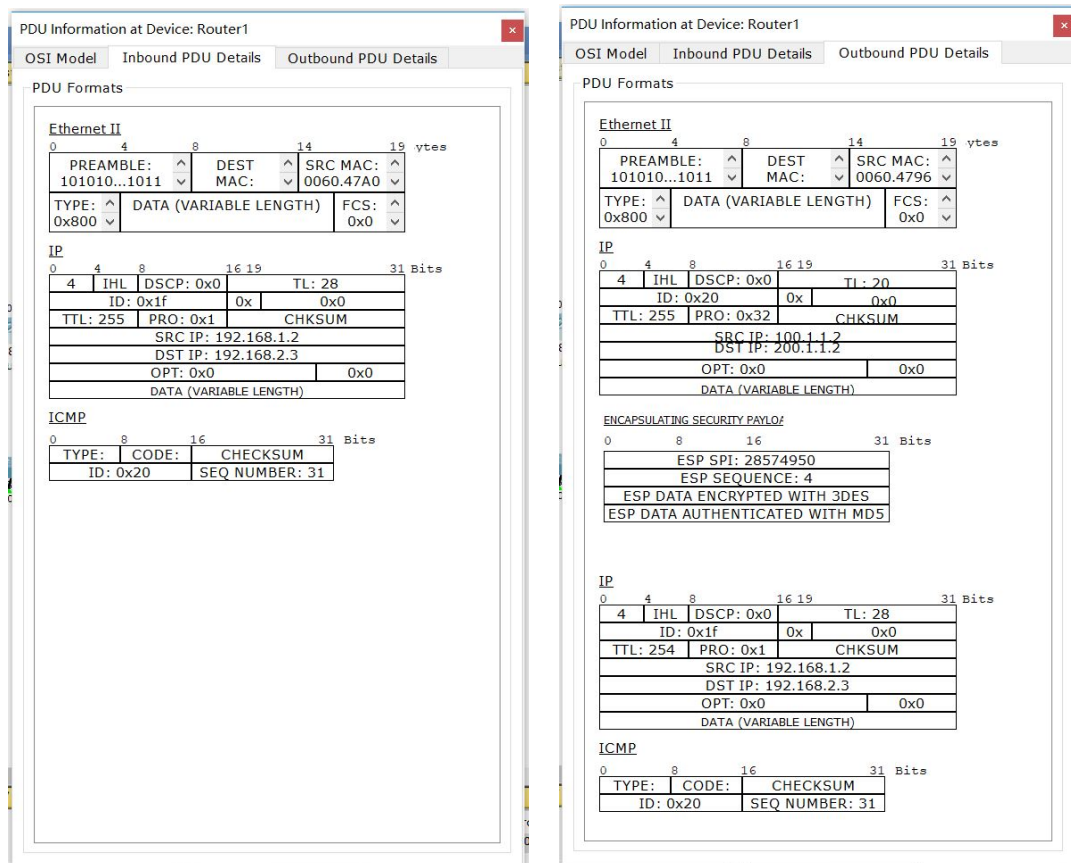 PDU Information at Device: Router1
OSI Model Inbound PDU Details Outbound PDU Details
PDU Formats
Ethernet II
0 4 8 14 19 ytes
PREAMBLE: 101010...1011 DEST MAC: SRC MAC: 0060.47A0
TYPE: 0x800 DATA (VARIABLE LENGTH) FCS: 0x0
IP
0 4 8 16 19 31 Bits
4 IHL DSCP: 0x0 TL: 28
ID: 0x1f 0x 0x0
TTL: 255 PRO: 0x1 CHKSUM
SRC IP: 192.168.1.2
DST IP: 192.168.2.3
OPT: 0x0 0x0
DATA (VARIABLE LENGTH)
ICMP
0 8 16 31 Bits
TYPE: CODE: CHECKSUM
ID: 0x20 SEQ NUMBER: 31
PDU Information at Device: Router1
OSI Model Inbound PDU Details Outbound PDU Details
PDU Formats
Ethernet II
0 4 8 14 19 ytes
PREAMBLE: 101010...1011 DEST MAC: SRC MAC: 0060.4796
TYPE: 0x800 DATA (VARIABLE LENGTH) FCS: 0x0
IP
0 4 8 16 19 31 Bits
4 IHL DSCP: 0x0 TL: 20
ID: 0x20 0x 0x0
TTL: 255 PRO: 0x32 CHKSUM
SRC IP: 100.1.1.2
DST IP: 200.1.1.2
OPT: 0x0 0x0
DATA (VARIABLE LENGTH)
ENCAPSULATING SECURITY PAYLOA
0 8 16 31 Bits
ESP SPI: 28574950
ESP SEQUENCE: 4
ESP DATA ENCRYPTED WITH 3DES
ESP DATA AUTHENTICATED WITH MD5
IP
0 4 8 16 19 31 Bits
4 IHL DSCP: 0x0 TL: 28
ID: 0x1f 0x 0x0
TTL: 254 PRO: 0x1 CHKSUM
SRC IP: 192.168.1.2
DST IP: 192.168.2.3
OPT: 0x0 0x0
DATA (VARIABLE LENGTH)
ICMP
0 8 16 31 Bits
TYPE: CODE: CHECKSUM
ID: 0x20 SEQ NUMBER: 31